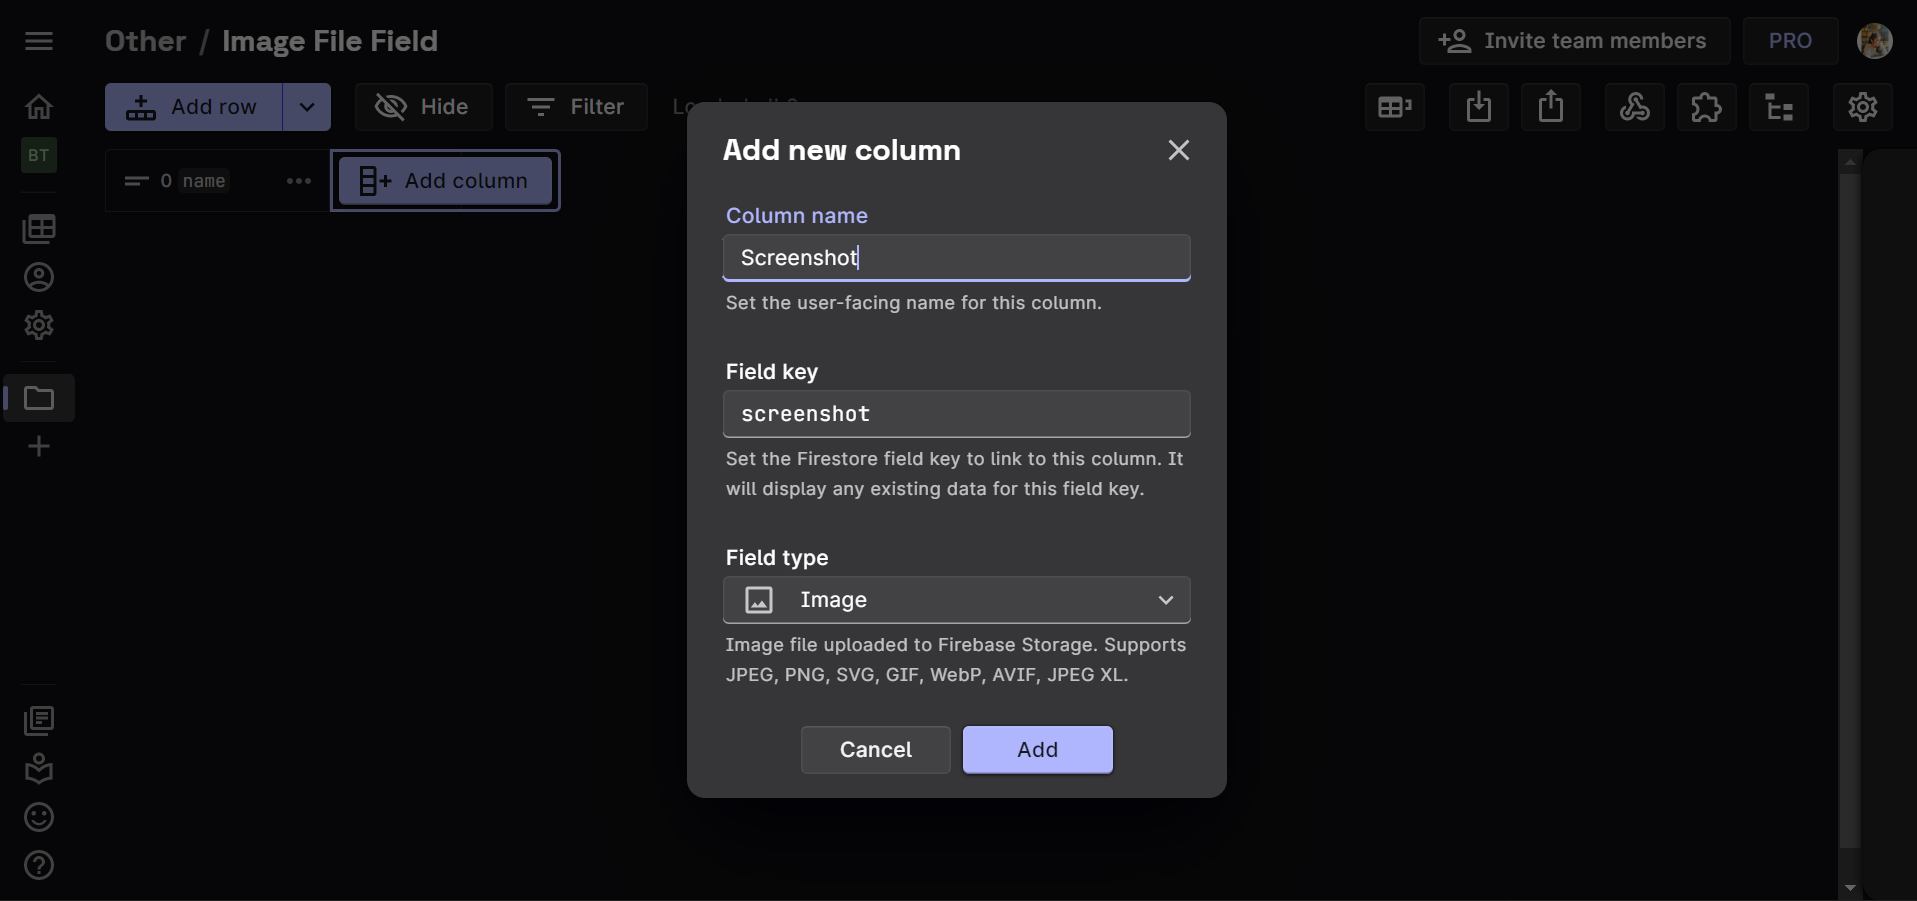 Other / Image File Field
Invite team members
PRO
Add row
Hide
Filter
BT
0 name
Add column
Add new column
Column name
Screenshot
Set the user-facing name for this column.
Field key
screenshot
Set the Firestore field key to link to this column. It
will display any existing data for this field key.
Field type
Image
Image file uploaded to Firebase Storage. Supports
JPEG, PNG, SVG, GIF, WebP, AVIF, JPEG XL.
Cancel
Add